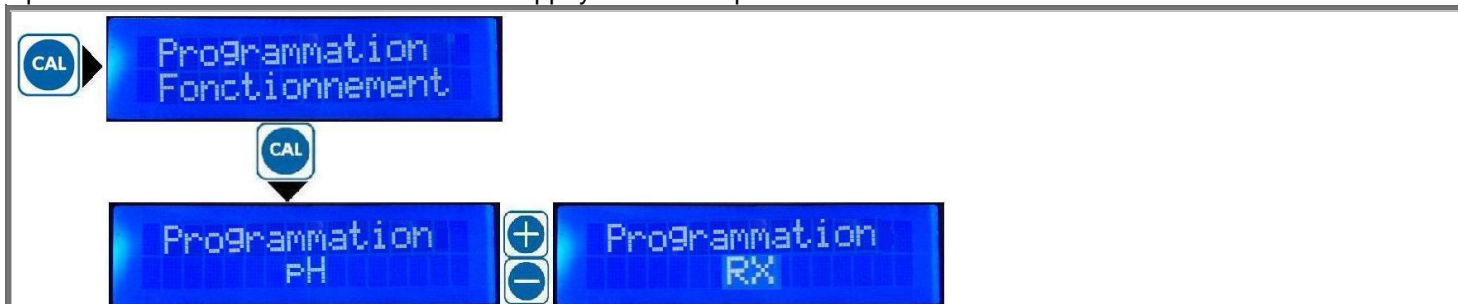 CAL
Programmation
Fonctionnement
CAL
Programmation
pH
+
-
Programmation
RX